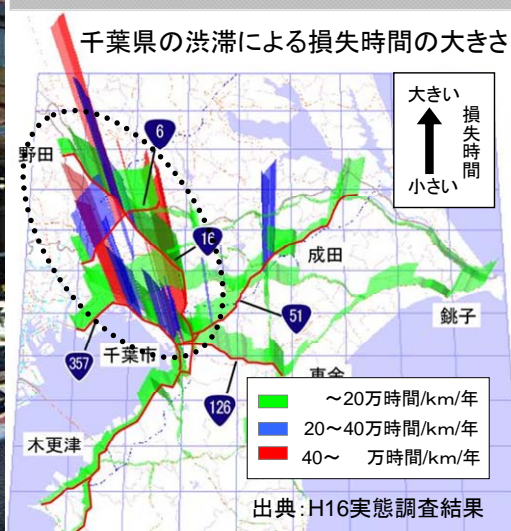 千葉県の渋滞による損失時間の大きさ
大きい
損失時間
小さい
6
野田
16
成田
51
銚子
357
千葉市
東金
126
木更津
～20万時間/km/年
20～40万時間/km/年
40～　万時間/km/年
出典：H16実態調査結果